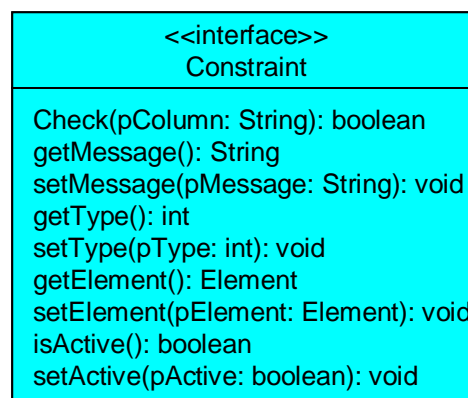 <<interface>>
Constraint
Check(pColumn: String): boolean
getMessage(): String
setMessage(pMessage: String): void
getType(): int
setType(pType: int): void
getElement(): Element
setElement(pElement: Element): void
isActive(): boolean
setActive(pActive: boolean): void